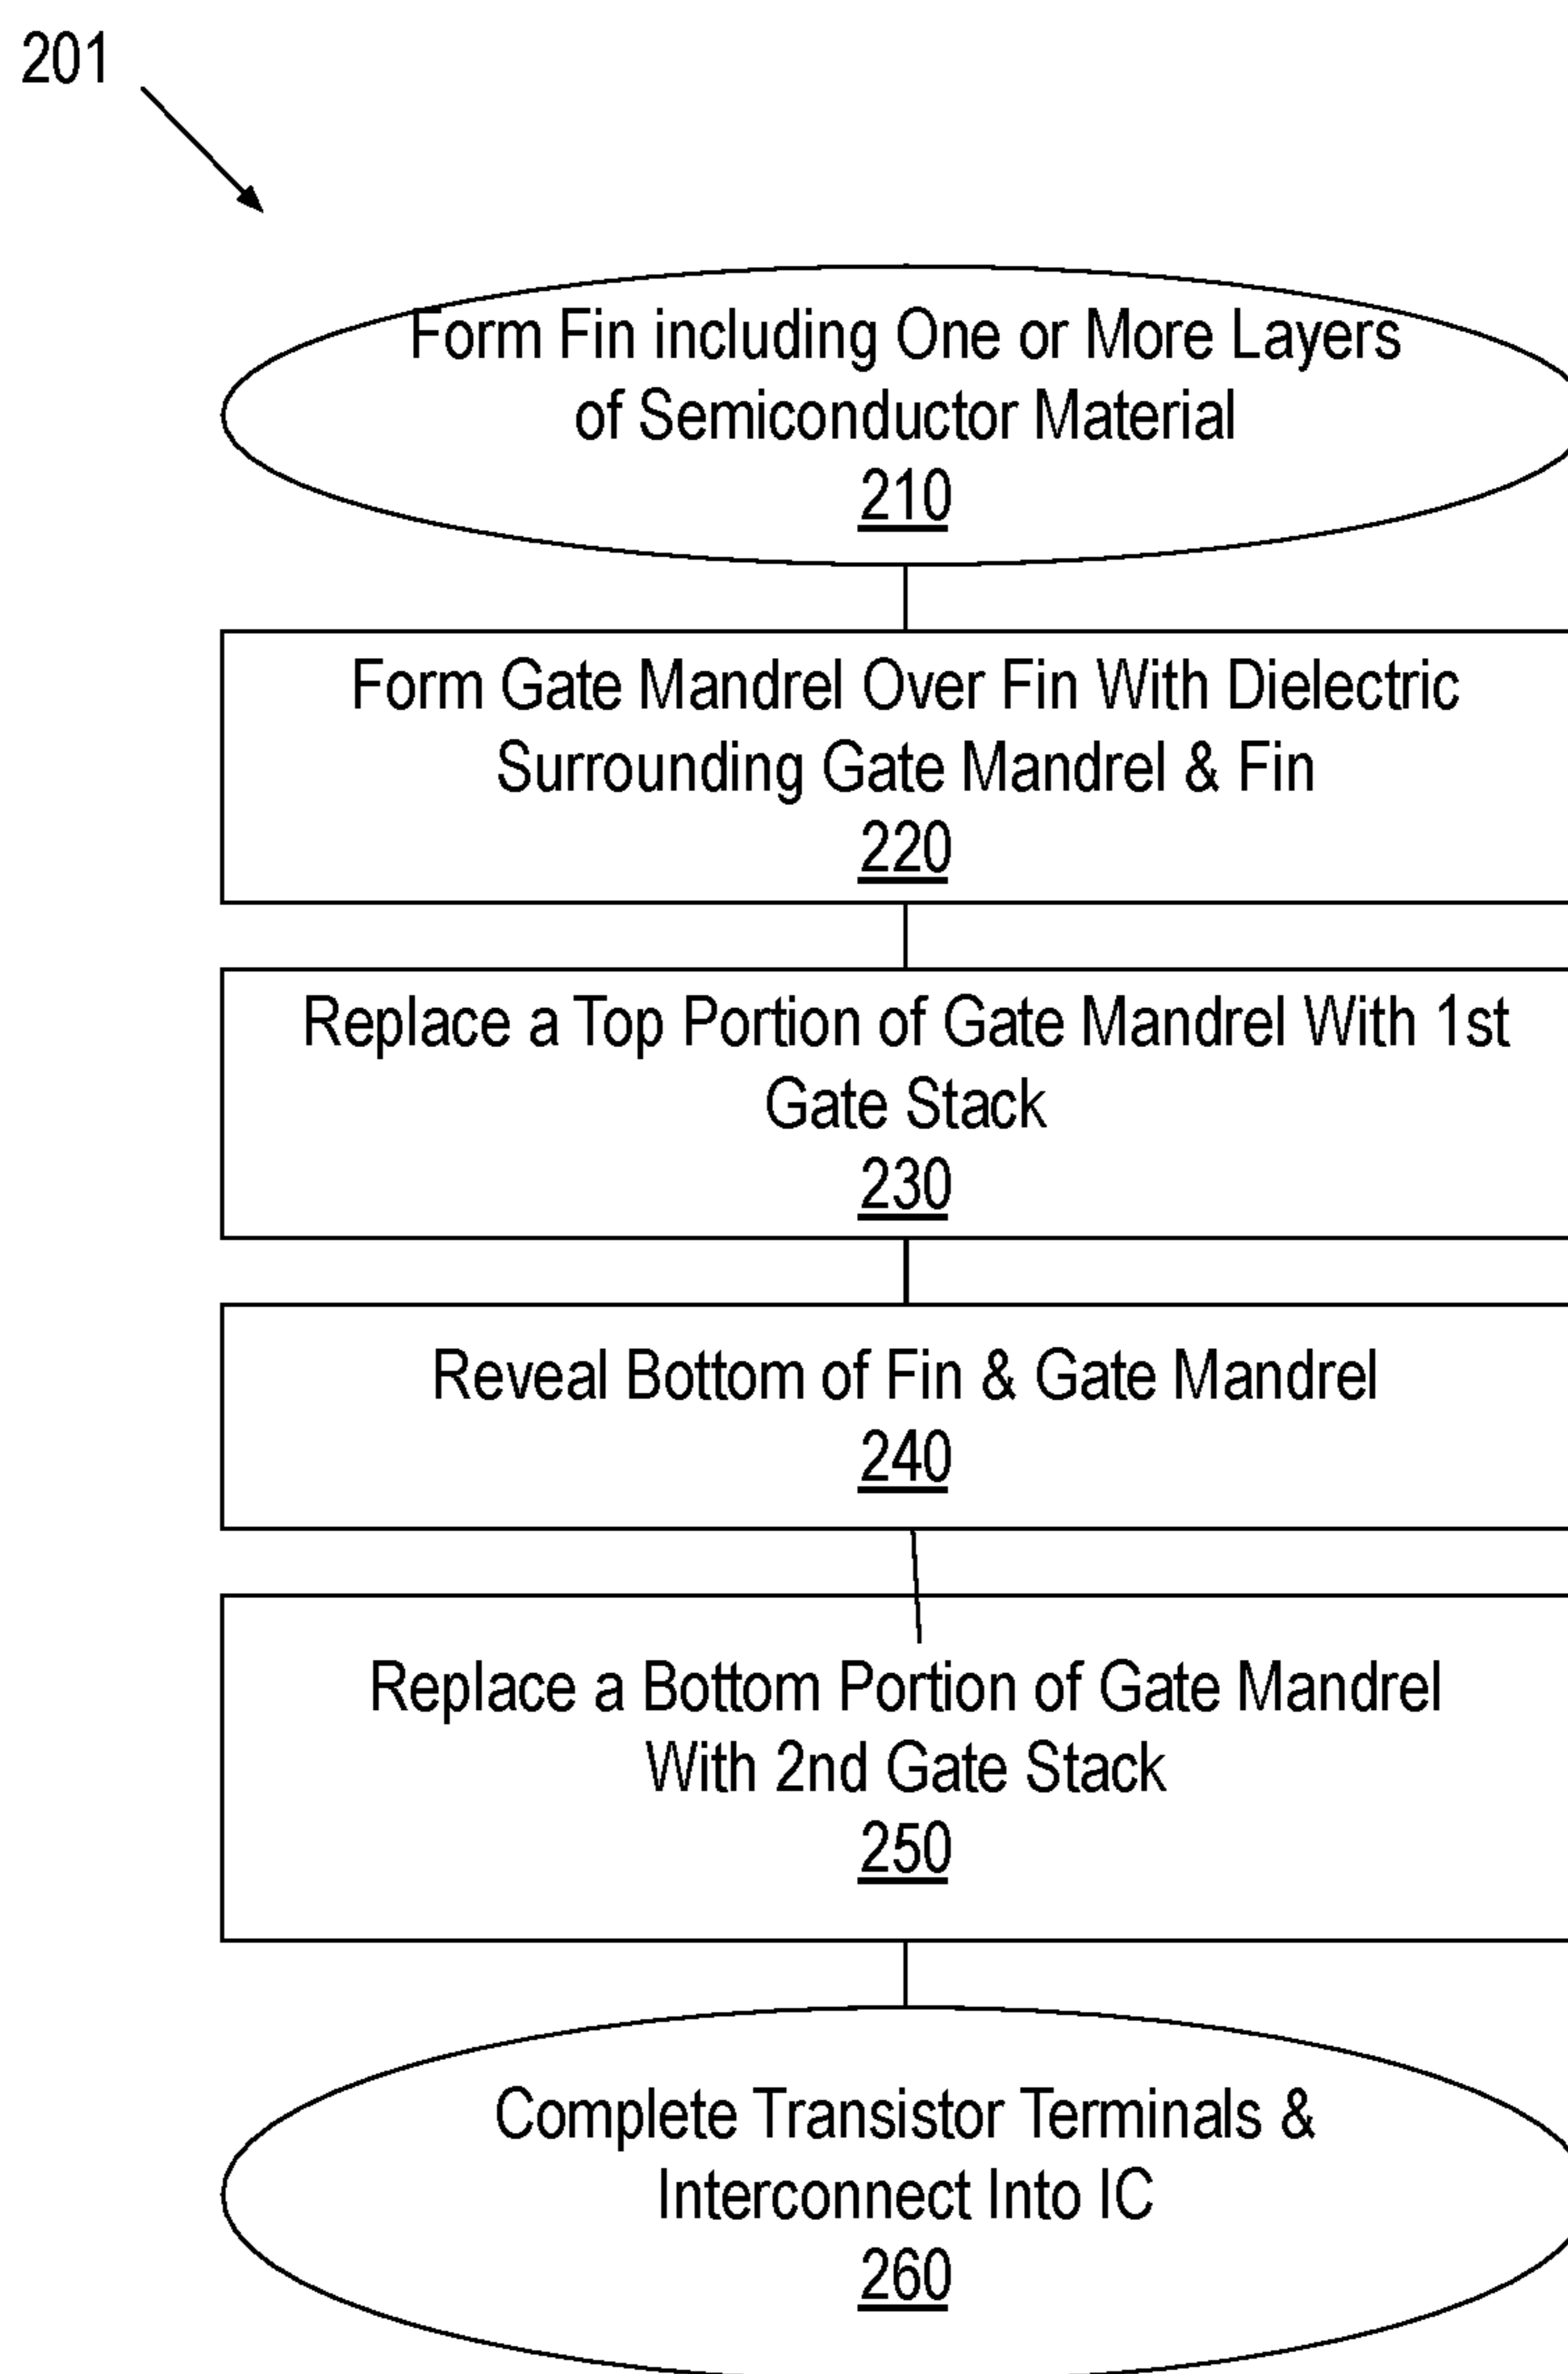 201
Form Fin including One or More Layers
of Semiconductor Material
210
Form Gate Mandrel Over Fin With Dielectric
Surrounding Gate Mandrel & Fin
220
Replace a Top Portion of Gate Mandrel With 1st
Gate Stack
230
Reveal Bottom of Fin & Gate Mandrel
240
Replace a Bottom Portion of Gate Mandrel
With 2nd Gate Stack
250
Complete Transistor Terminals &
Interconnect Into IC
260